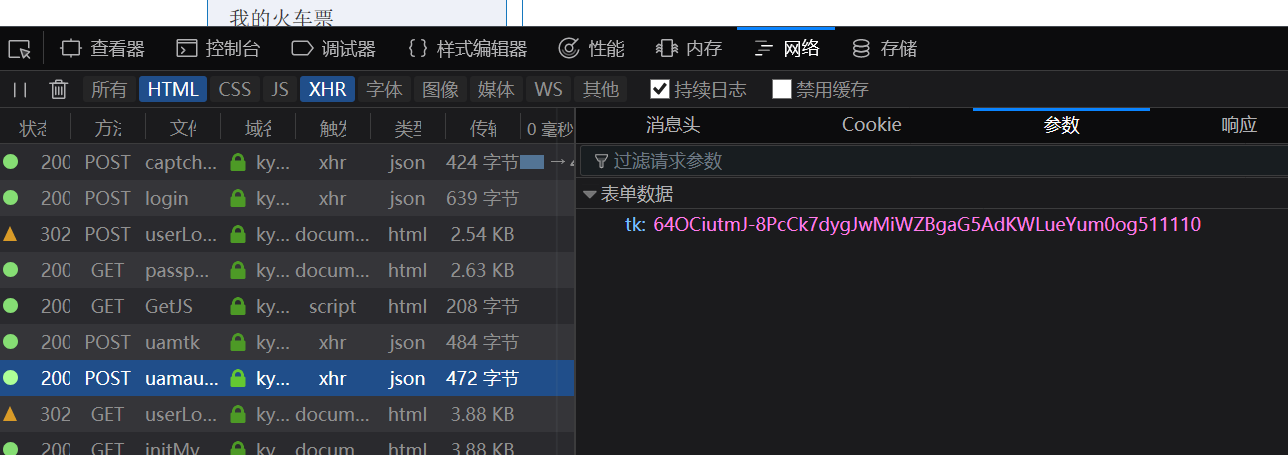 我的火车票
查看器 控制台 调试器 {} 样式编辑器 性能 内存 网络 存储
所有 HTML CSS JS XHR 字体 图像 媒体 WS 其他 持续日志 禁用缓存
状态 方法 文件 域名 触发 类型 传输 0 毫秒 消息头 Cookie 参数 响应
200 POST captch... ky... xhr json 424 字节 →
过滤请求参数
200 POST login ky... xhr json 639 字节
表单数据
302 POST userLo... ky... docum... html 2.54 KB
tk: 64OCiutmJ-8PcCk7dygJwMiWZBgaG5AdKWLueYum0og511110
200 GET passp... ky... docum... html 2.63 KB
200 GET GetJS ky... script html 208 字节
200 POST uamtk ky... xhr json 484 字节
200 POST uamau... ky... xhr json 472 字节
302 GET userLo... ky... docum... html 3.88 KB
200 GET initMy... ky... docum... html 3.88 KB